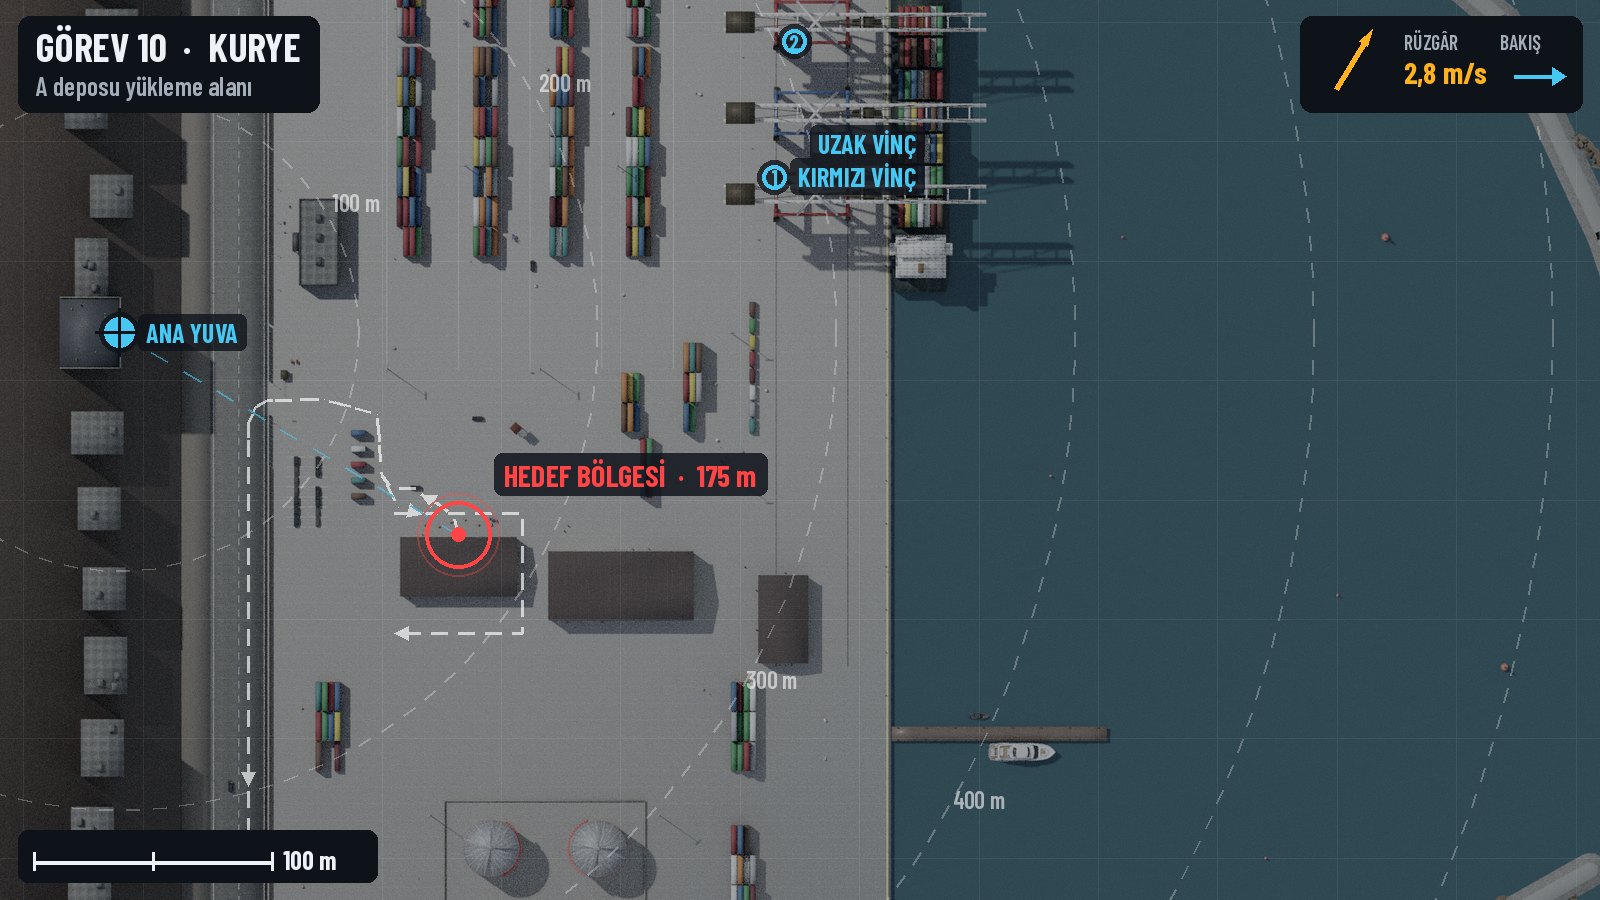 GÖREV 10 · KURYE
A deposu yükleme alanı
RÜZGÂR
BAKIŞ
2,8 m/s
2
200 m
UZAK VİNÇ
1
KIRMIZI VİNÇ
100 m
ANA YUVA
HEDEF BÖLGESİ · 175 m
300 m
400 m
100 m